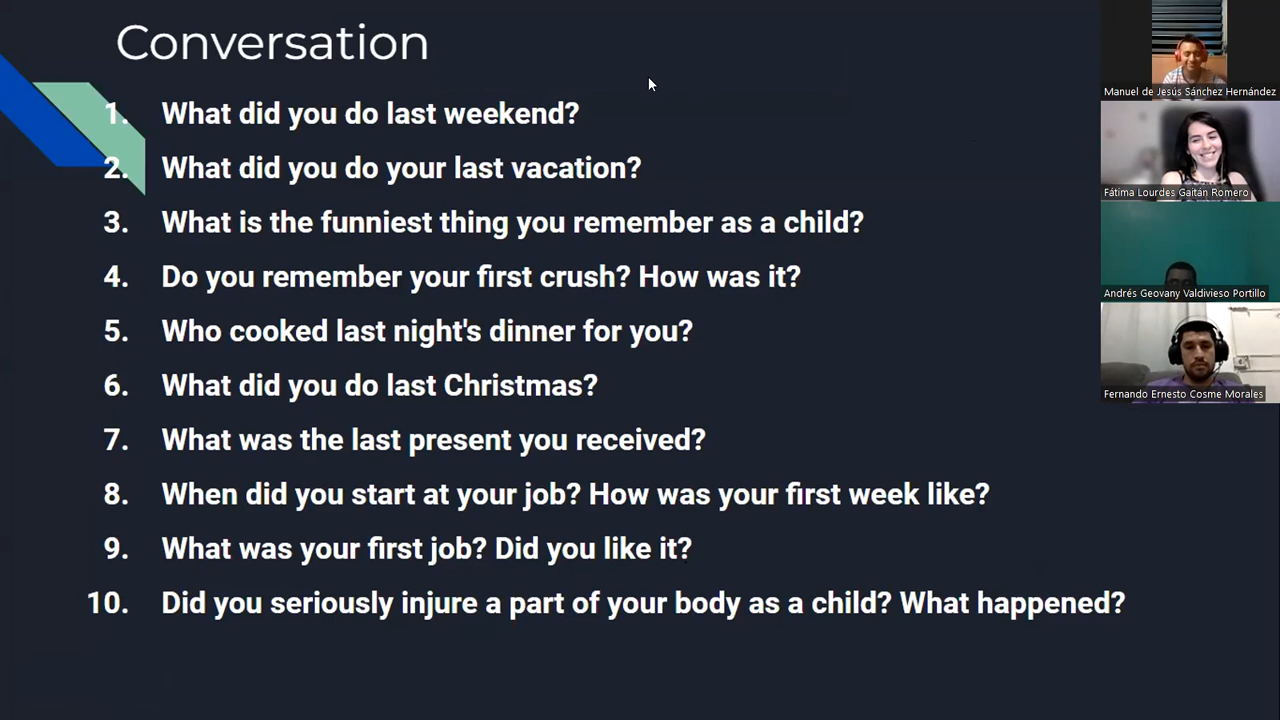 Conversation
1. What did you do last weekend?
2. What did you do your last vacation?
3. What is the funniest thing you remember as a child?
4. Do you remember your first crush? How was it?
5. Who cooked last night's dinner for you?
6. What did you do last Christmas?
7. What was the last present you received?
8. When did you start at your job? How was your first week like?
9. What was your first job? Did you like it?
10. Did you seriously injure a part of your body as a child? What happened?
Manuel de Jesús Sánchez Hernández
Fátima Lourdes Gaitán Romero
Andrés Geovany Valdivieso Portillo
Fernando Ernesto Cosme Morales